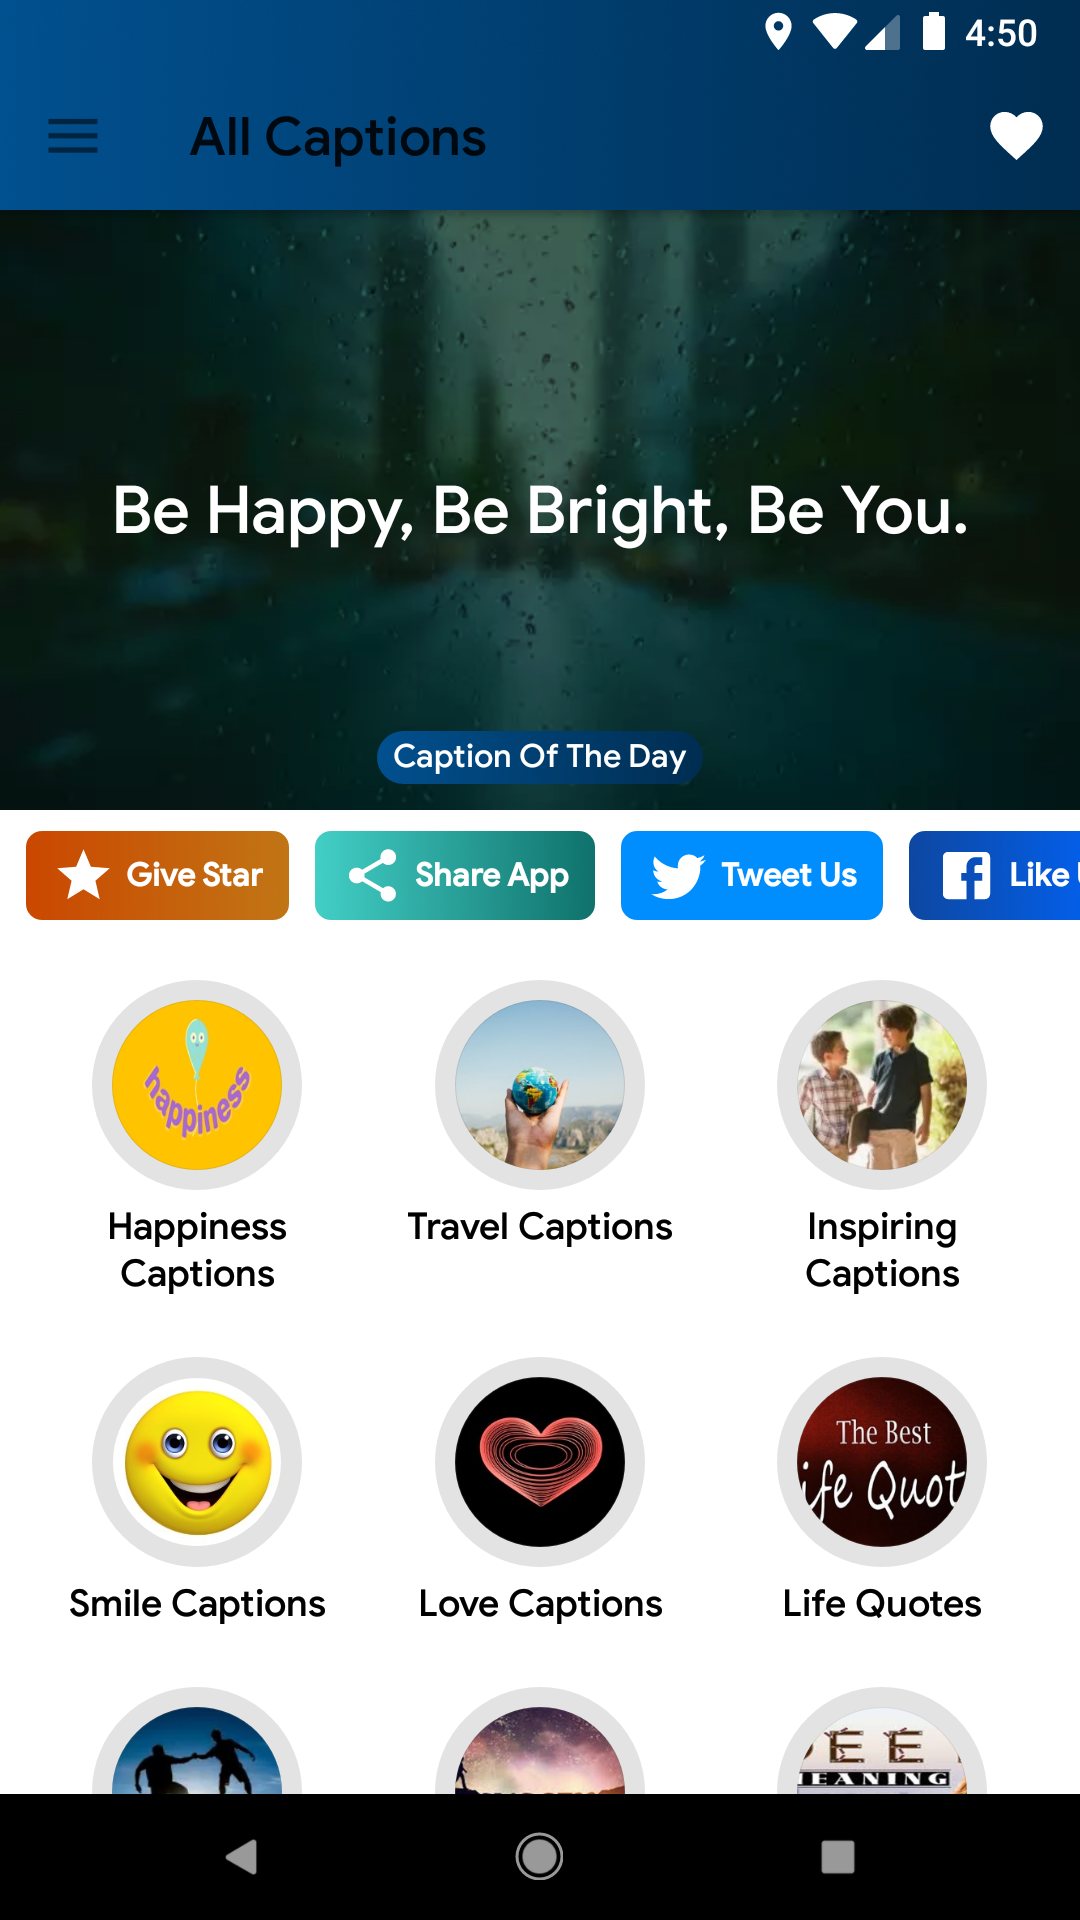 4:50
All Captions
Be Happy, Be Bright, Be You.
Caption Of The Day
Give Star
Share App
Tweet Us
Like
happiness
Happiness
Captions
Travel Captions
Inspiring
Captions
The Best
ife Quot
Smile Captions
Love Captions
Life Quotes
EANING